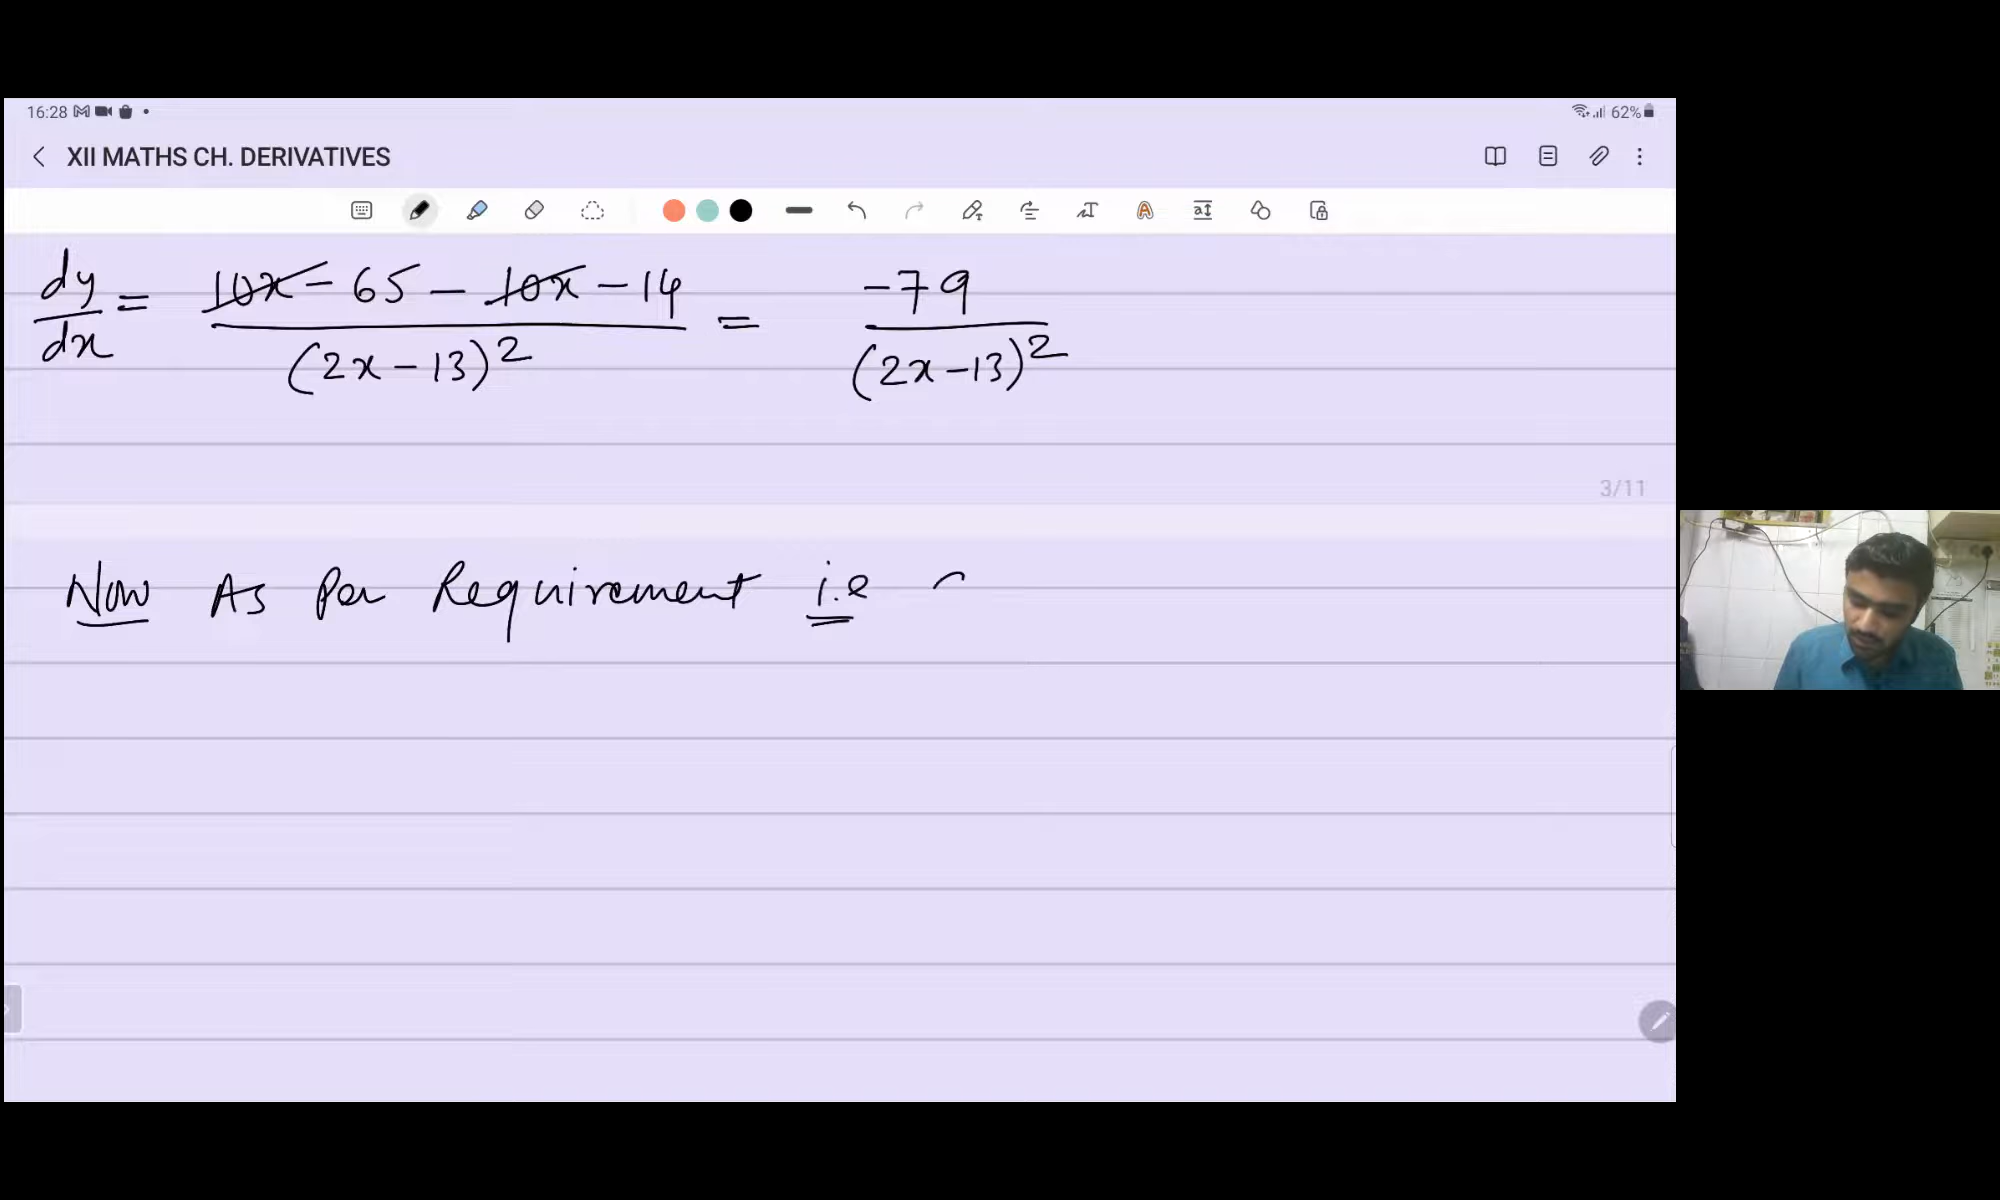 16:28
62%
XII MATHS CH. DERIVATIVES
dy/dx = 10x - 65 - 10x - 14 / (2x - 13)² = -79 / (2x - 13)²
3/11
Now As Per Requirement i.e